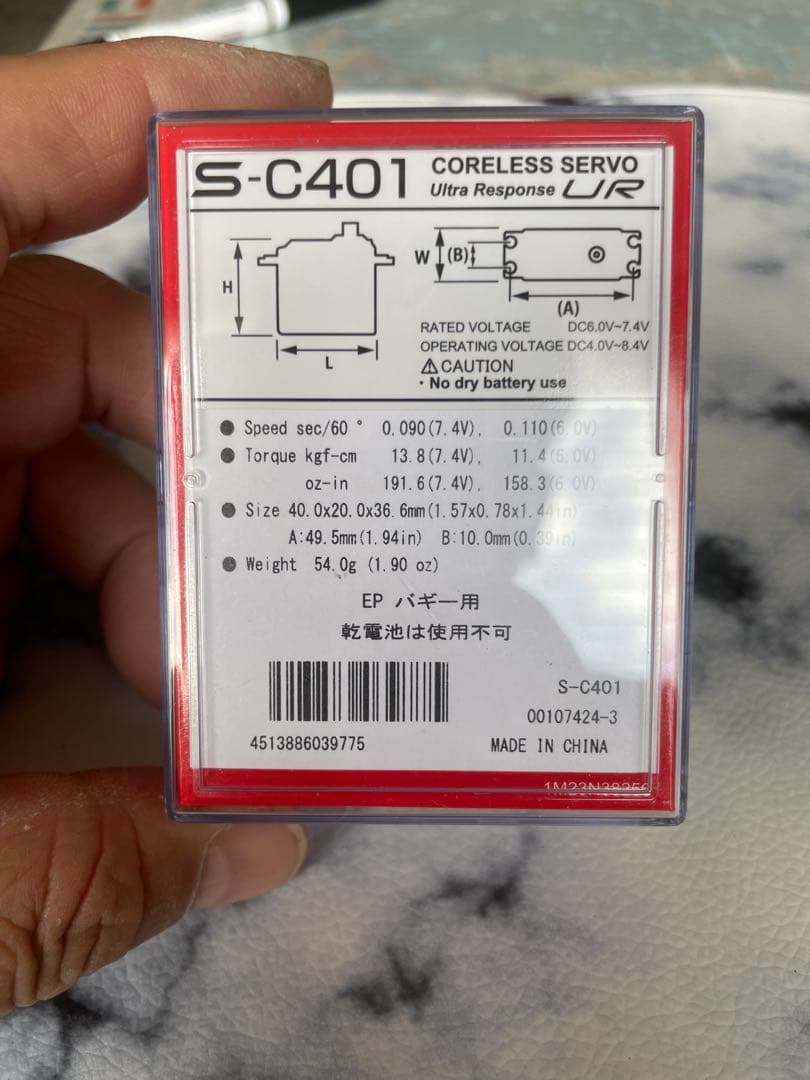 S-C401 CORELESS SERVO
Ultra Response UR
H
L
W (B)
(A)
RATED VOLTAGE DC6.0V~7.4V
OPERATING VOLTAGE DC4.0V~8.4V
⚠CAUTION
・No dry battery use
● Speed sec/60 ° 0.090(7.4V), 0.110(6.0V)
● Torque kgf-cm 13.8(7.4V), 11.4(6.0V)
oz-in 191.6(7.4V), 158.3(6.0V)
● Size 40.0x20.0x36.6mm(1.57x0.78x1.44in)
A:49.5mm(1.94in) B:10.0mm(0.39in)
● Weight 54.0g (1.90 oz)
EP バギー用
乾電池は使用不可
S-C401
00107424-3
4513886039775 MADE IN CHINA